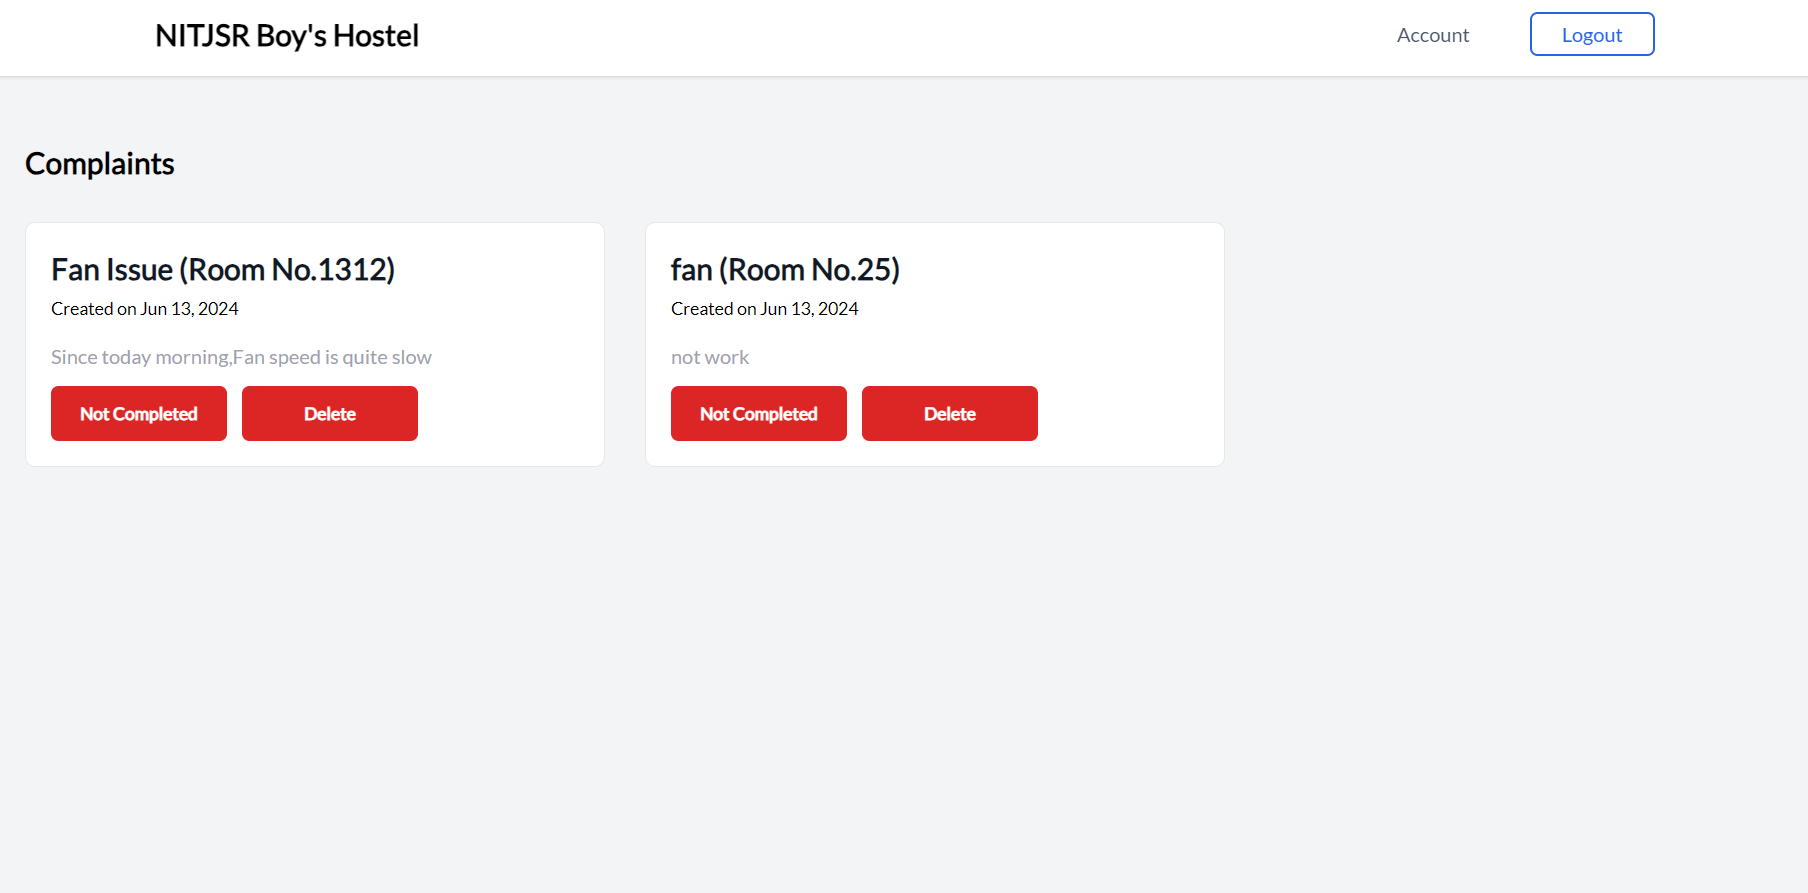 NITJSR Boy's Hostel
Account
Logout
Complaints
Fan Issue (Room No.1312)
Created on Jun 13, 2024
Since today morning,Fan speed is quite slow
Not Completed
Delete
fan (Room No.25)
Created on Jun 13, 2024
not work
Not Completed
Delete